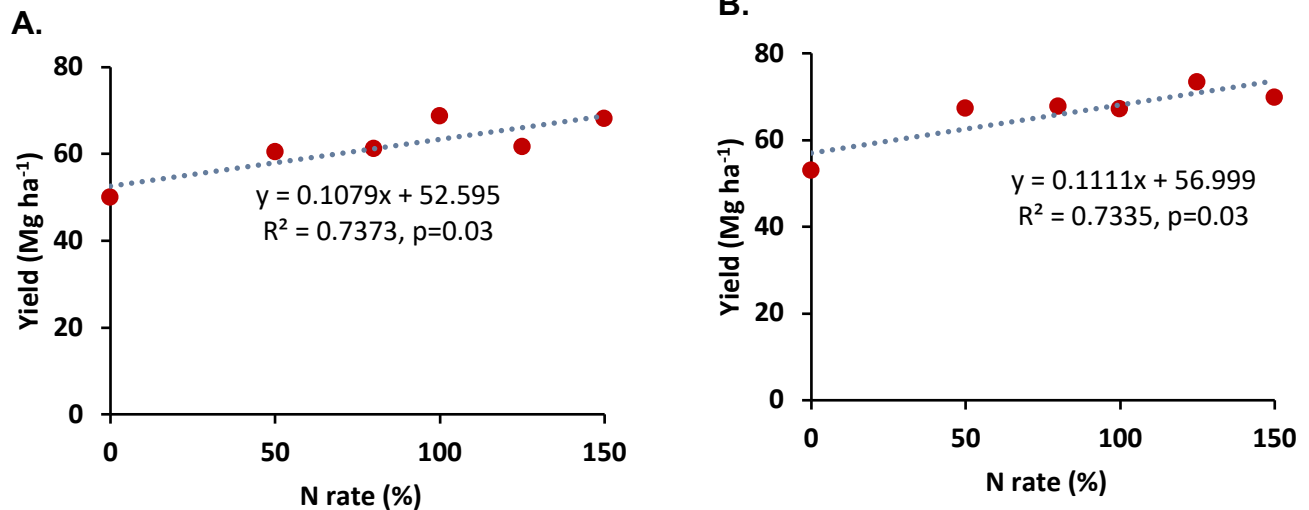 A.
Yield (Mg ha⁻¹)
80
60
40
20
0
y = 0.1079x + 52.595
R² = 0.7373, p=0.03
0 50 100 150
N rate (%)
B.
Yield (Mg ha⁻¹)
80
60
40
20
0
y = 0.1111x + 56.999
R² = 0.7335, p=0.03
0 50 100 150
N rate (%)